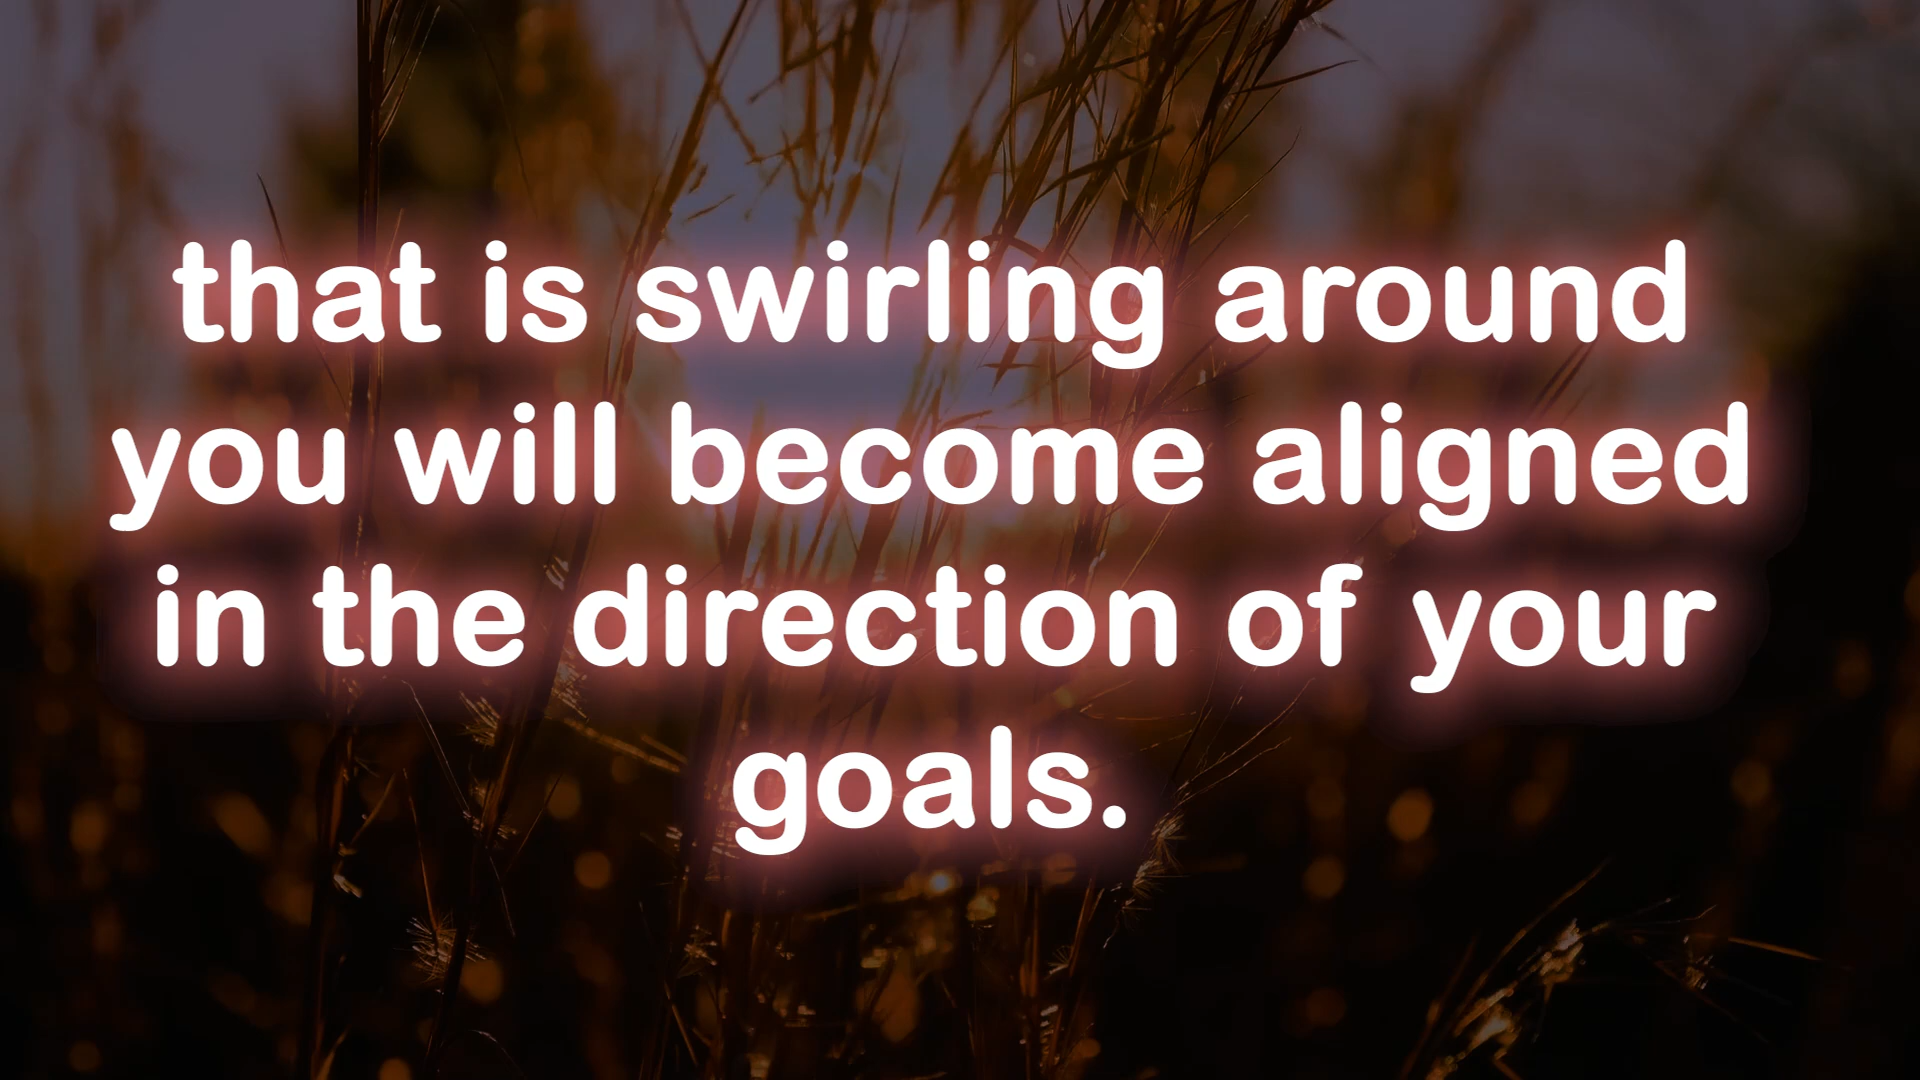 that is swirling around
you will become aligned
in the direction of your
goals.